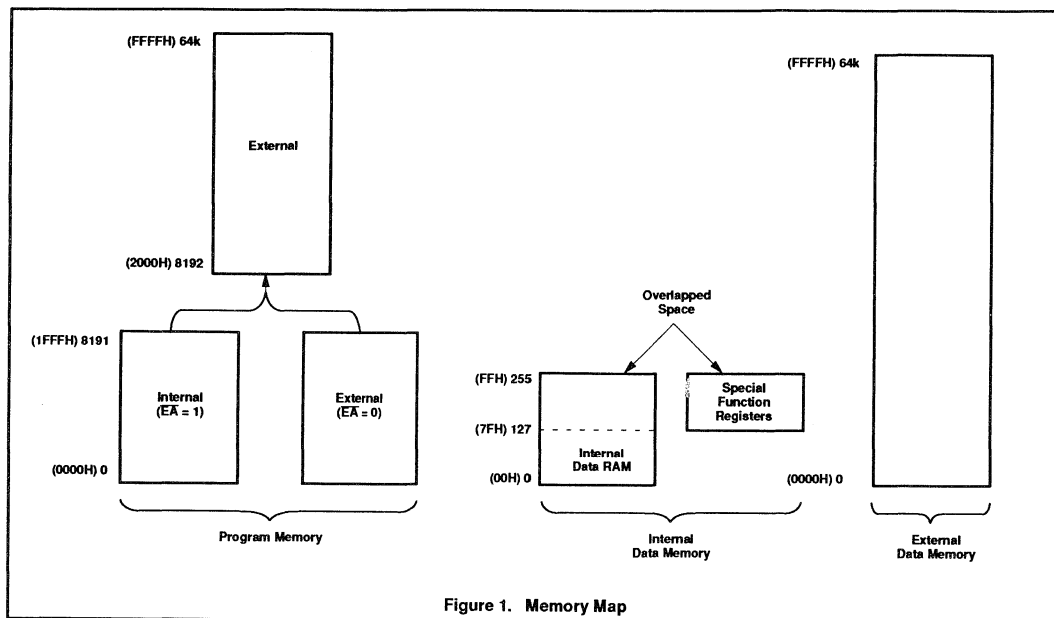 (FFFFH) 64k
External
(2000H) 8192
(1FFFH) 8191
Internal
(E̅A̅ = 1)
External
(E̅A̅ = 0)
(0000H) 0
Program Memory
Overlapped
Space
(FFH) 255
Special
Function
Registers
(7FH) 127
Internal
Data RAM
(00H) 0
Internal
Data Memory
(FFFFH) 64k
(0000H) 0
External
Data Memory
Figure 1. Memory Map